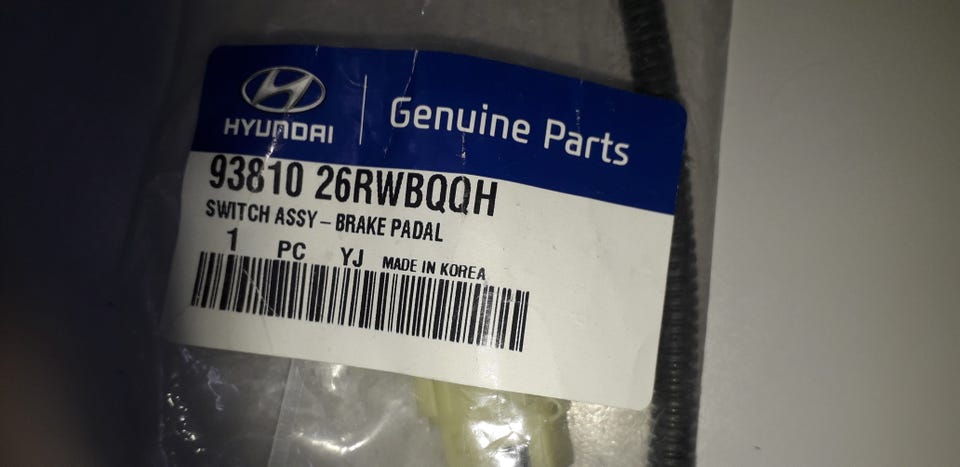 HYUNDAI
Genuine Parts
93810 26RWBQQH
SWITCH ASSY – BRAKE PADAL
1 PC YJ MADE IN KOREA